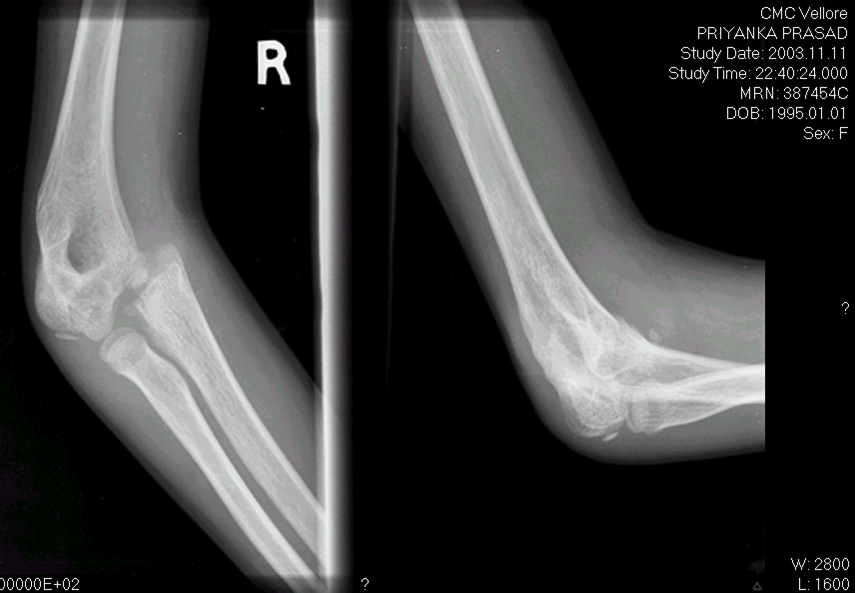 R
CMC Vellore
PRIYANKA PRASAD
Study Date: 2003.11.11
Study Time: 22:40:24.000
MRN: 387454C
DOB: 1995.01.01
Sex: F
?
00000E+02
?
W: 2800
L: 1600